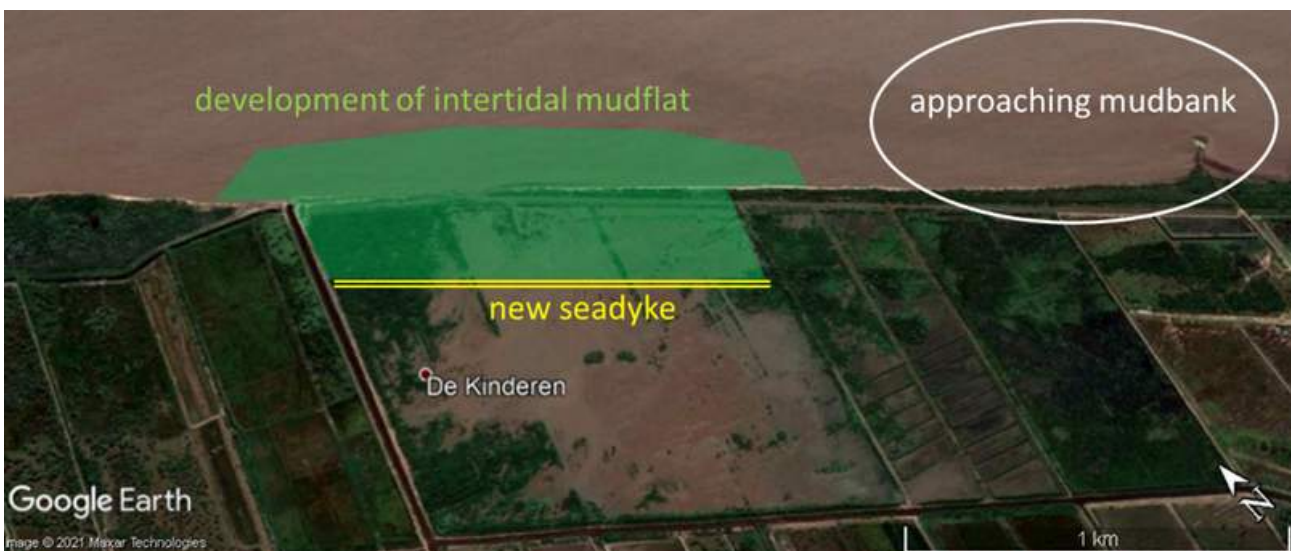 development of intertidal mudflat
approaching mudbank
new seadyke
De Kinderen
N
Google Earth
Image © 2021 Maxar Technologies
1 km